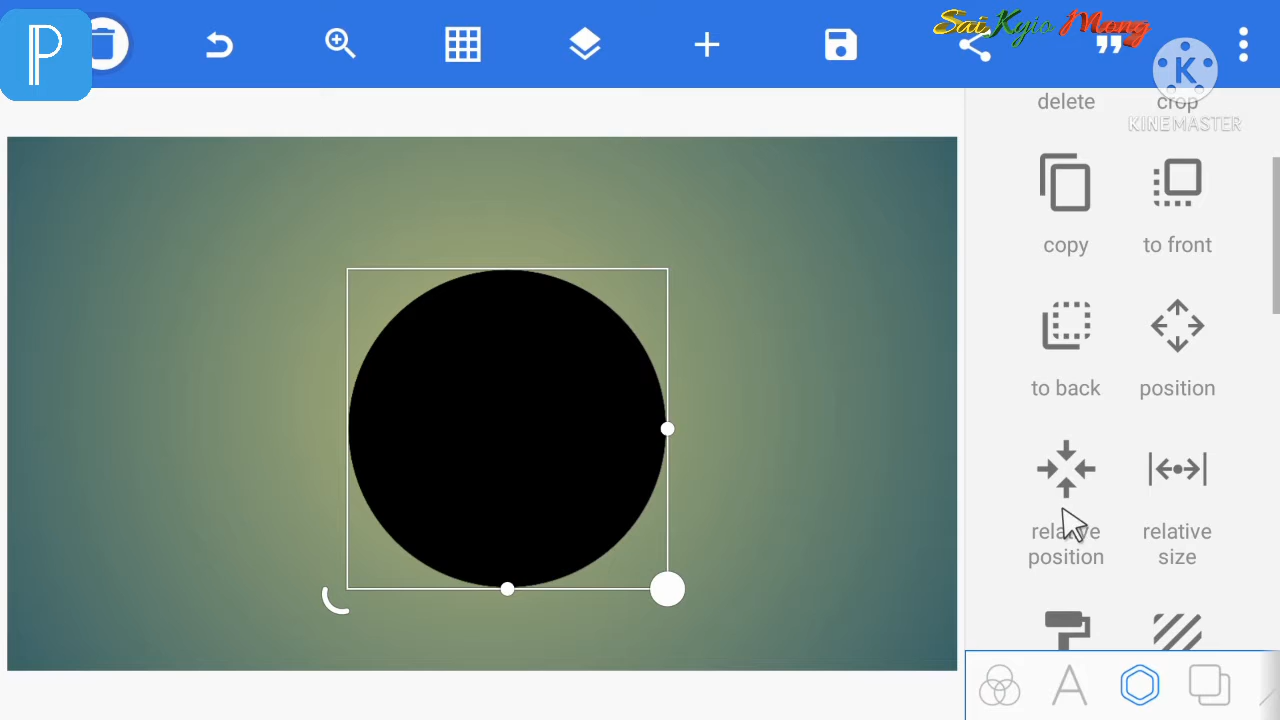 Sai Kyio Mong
K
KINEMASTER
delete crop
copy to front
to back position
relative position
relative size